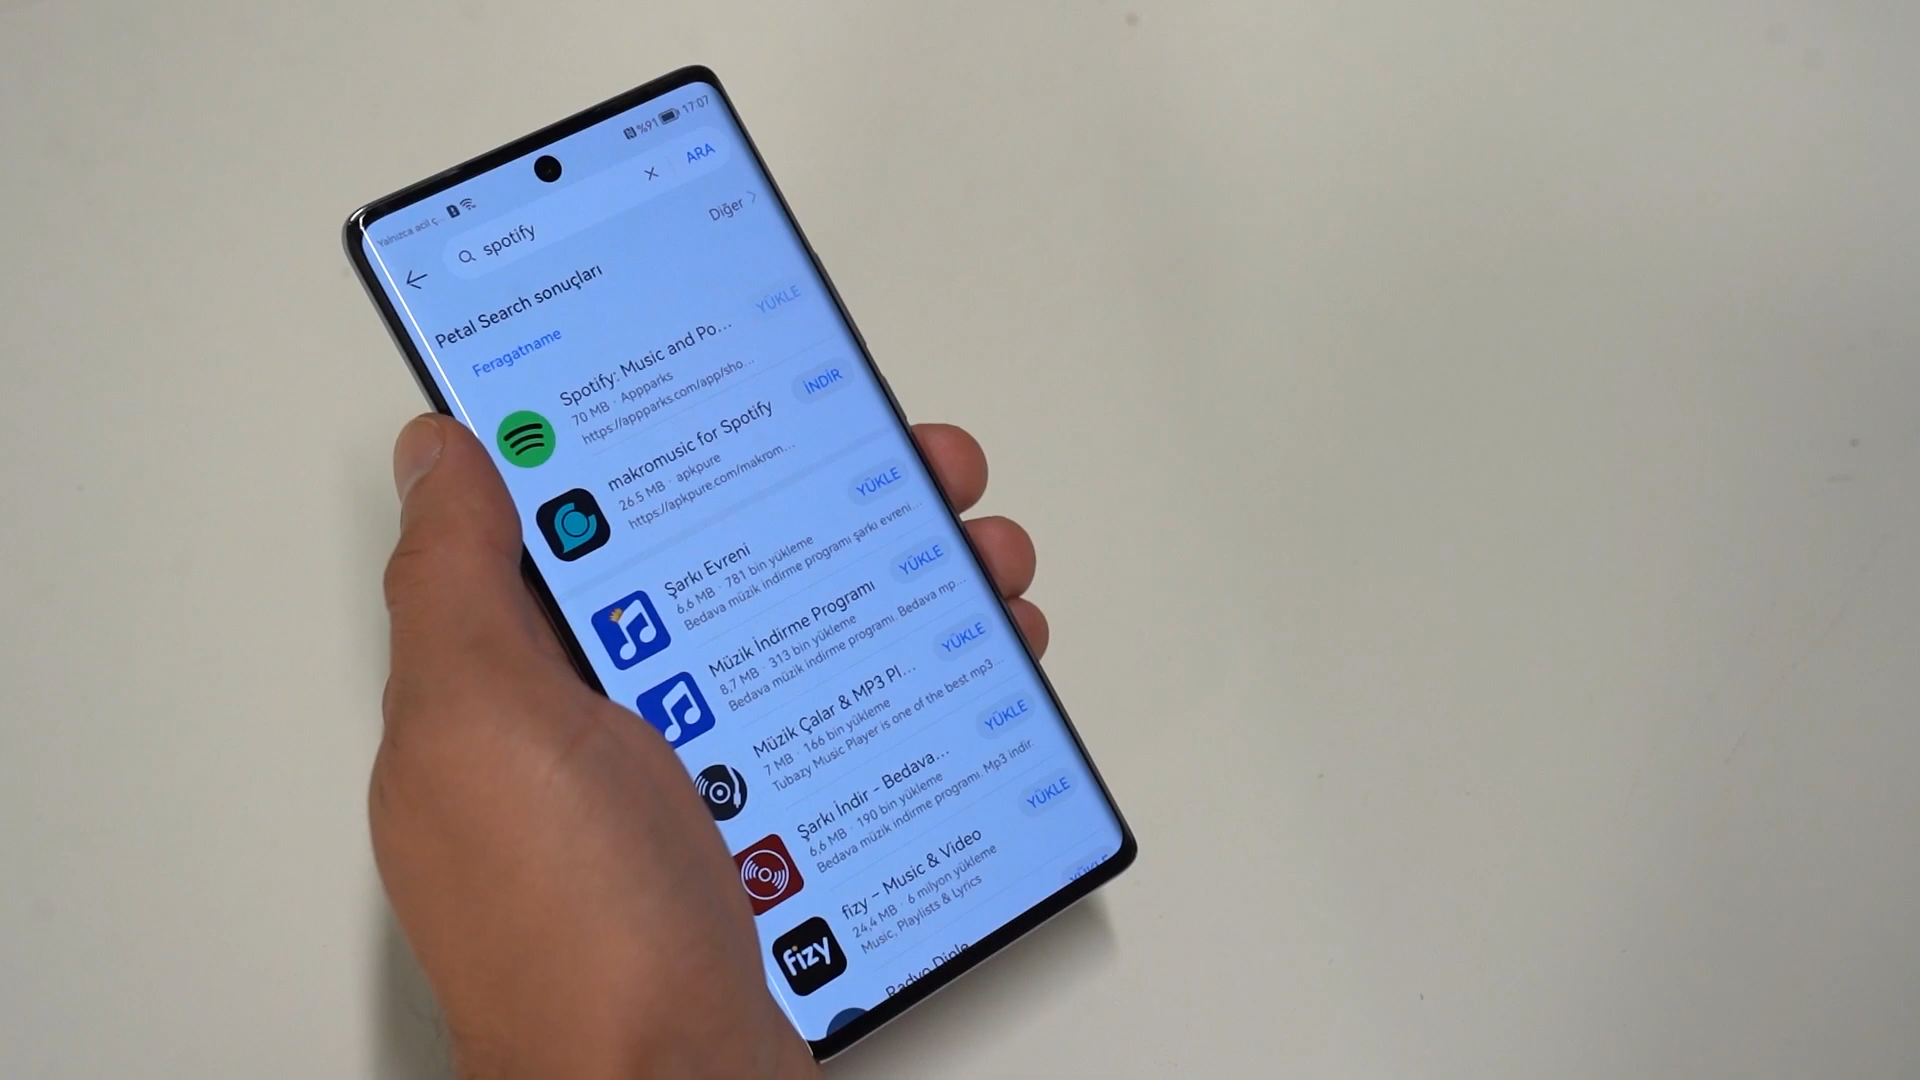 Yalnızca acil ç...
%91 17:07
spotify
ARA
Petal Search sonuçları
Diğer
Feragatname
Spotify: Music and Po...
70 MB · Appparks
https://appparks.com/app/sho...
YÜKLE
makromusic for Spotify
26.5 MB · apkpure
https://apkpure.com/makrom...
İNDİR
Şarkı Evreni
6,6 MB · 781 bin yükleme
Bedava müzik indirme programı şarkı evreni...
YÜKLE
Müzik İndirme Programı
8,7 MB · 313 bin yükleme
Bedava müzik indirme programı. Bedava mp...
YÜKLE
Müzik Çalar & MP3 Pl...
7 MB · 166 bin yükleme
Tubazy Music Player is one of the best mp3...
YÜKLE
Şarkı İndir - Bedava...
6,6 MB · 190 bin yükleme
Bedava müzik indirme programı. Mp3 indir.
YÜKLE
fizy
fizy – Music & Video
24,4 MB · 6 milyon yükleme
Music, Playlists & Lyrics
YÜKLE
Radyo Dinle
YÜKLE